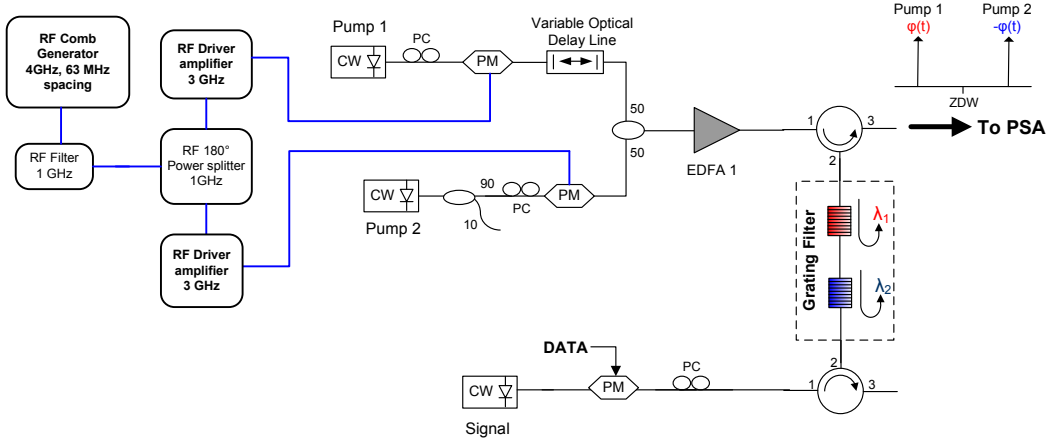 RF Comb
Generator
4GHz, 63 MHz
spacing
RF Filter
1 GHz
RF Driver
amplifier
3 GHz
RF 180°
Power splitter
1GHz
RF Driver
amplifier
3 GHz
Pump 1
CW
PC
PM
Variable Optical
Delay Line
50
50
CW
Pump 2
90
10
PC
PM
EDFA 1
1
3
2
Pump 1
φ(t)
Pump 2
-φ(t)
ZDW
To PSA
Grating Filter
λ1
λ2
DATA
CW
Signal
PM
PC
2
1
3